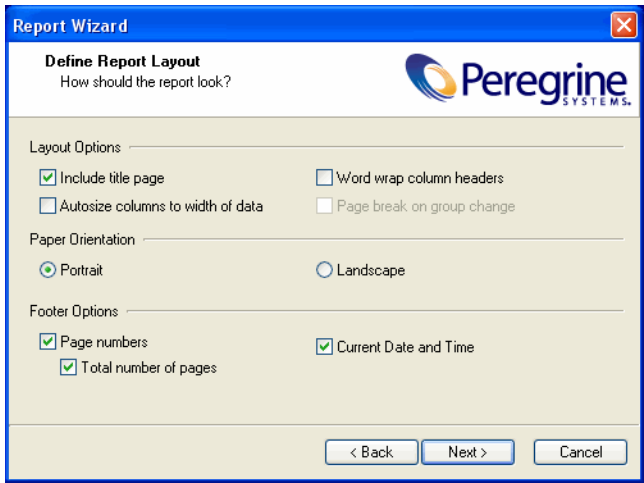 Report Wizard
Define Report Layout
How should the report look?
Peregrine
SYSTEMS.
Layout Options
Include title page
Word wrap column headers
Autosize columns to width of data
Page break on group change
Paper Orientation
Portrait
Landscape
Footer Options
Page numbers
Current Date and Time
Total number of pages
< Back
Next >
Cancel